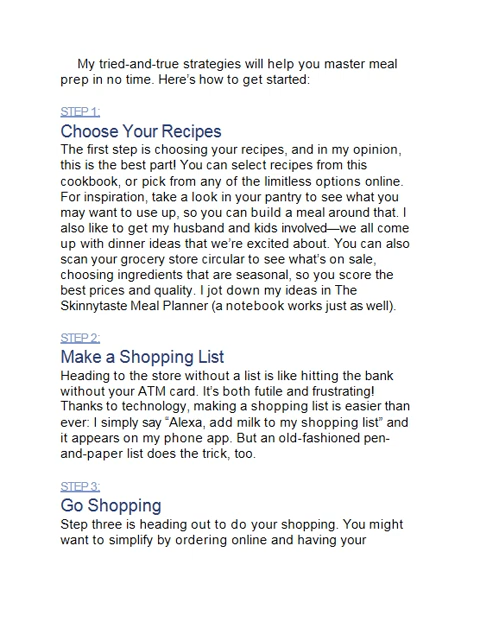 My tried-and-true strategies will help you master meal
prep in no time. Here's how to get started:
STEP 1:
Choose Your Recipes
The first step is choosing your recipes, and in my opinion,
this is the best part! You can select recipes from this
cookbook, or pick from any of the limitless options online.
For inspiration, take a look in your pantry to see what you
may want to use up, so you can build a meal around that. I
also like to get my husband and kids involved—we all come
up with dinner ideas that we're excited about. You can also
scan your grocery store circular to see what's on sale,
choosing ingredients that are seasonal, so you score the
best prices and quality. I jot down my ideas in The
Skinnytaste Meal Planner (a notebook works just as well).
STEP 2:
Make a Shopping List
Heading to the store without a list is like hitting the bank
without your ATM card. It's both futile and frustrating!
Thanks to technology, making a shopping list is easier than
ever: I simply say “Alexa, add milk to my shopping list” and
it appears on my phone app. But an old-fashioned pen-
and-paper list does the trick, too.
STEP 3:
Go Shopping
Step three is heading out to do your shopping. You might
want to simplify by ordering online and having your